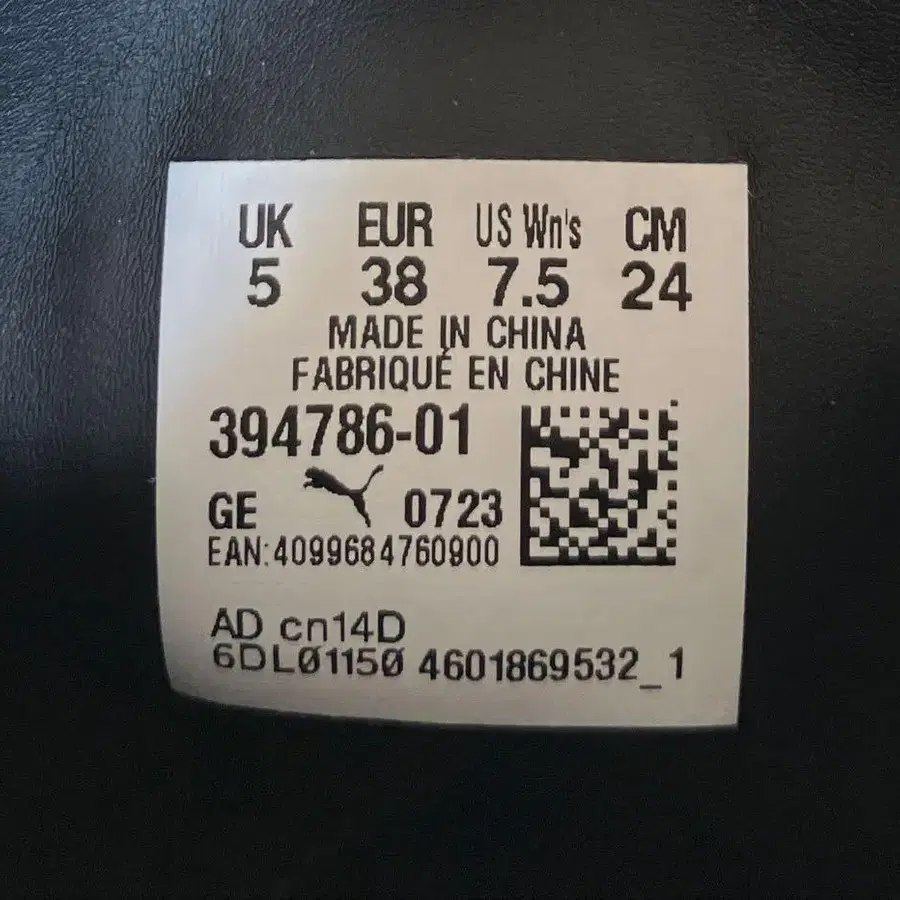 UK EUR US Wn's CM
5 38 7.5 24
MADE IN CHINA
FABRIQUÉ EN CHINE
394786-01
GE 0723
EAN:4099684760900
AD cn14D
6DLØ115Ø 4601869532_1